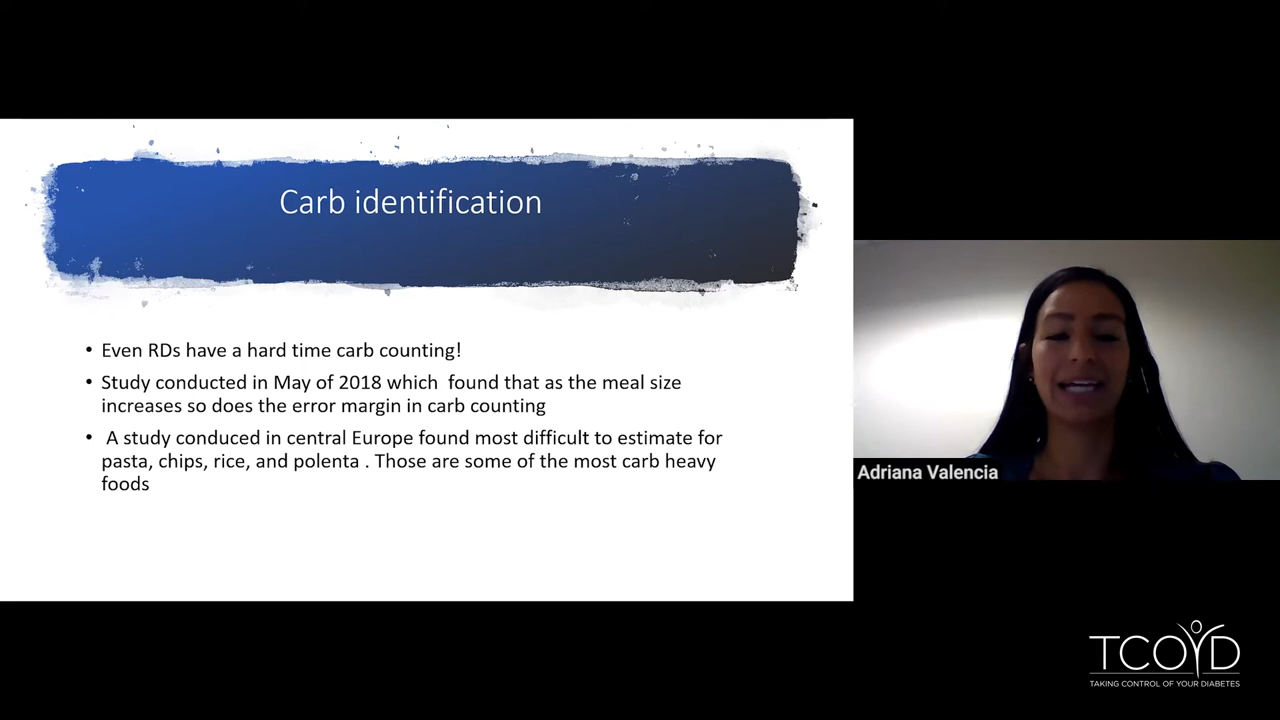 Carb identification
• Even RDs have a hard time carb counting!
• Study conducted in May of 2018 which found that as the meal size
increases so does the error margin in carb counting
• A study conduced in central Europe found most difficult to estimate for
pasta, chips, rice, and polenta . Those are some of the most carb heavy
foods
Adriana Valencia
TCOYD
TAKING CONTROL OF YOUR DIABETES